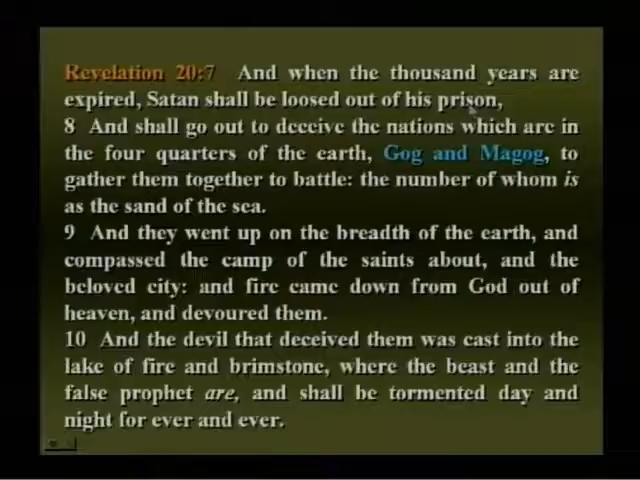 Revelation 20:7 And when the thousand years are
expired, Satan shall be loosed out of his prison,
8 And shall go out to deceive the nations which are in
the four quarters of the earth, Gog and Magog, to
gather them together to battle: the number of whom is
as the sand of the sea.
9 And they went up on the breadth of the earth, and
compassed the camp of the saints about, and the
beloved city: and fire came down from God out of
heaven, and devoured them.
10 And the devil that deceived them was cast into the
lake of fire and brimstone, where the beast and the
false prophet are, and shall be tormented day and
night for ever and ever.